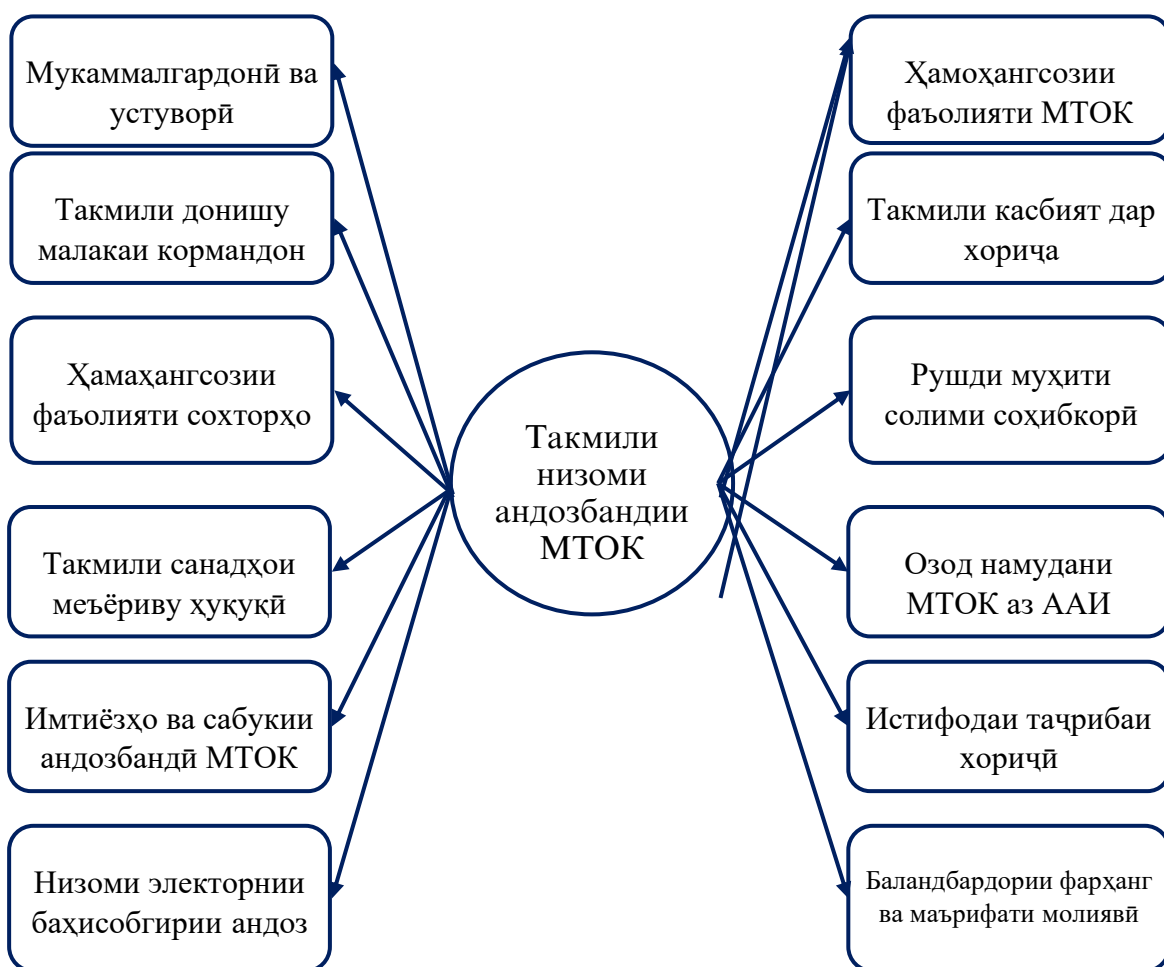 Мукаммалгардонӣ ва
устуворӣ
Такмили донишу
малакаи кормандон
Ҳамаҳангсозии
фаъолияти сохторҳо
Такмили санадҳои
меъёриву ҳуқуқӣ
Имтиёзҳо ва сабукии
андозбандӣ МТОК
Низоми электорнии
баҳисобгирии андоз
Такмили
низоми
андозбандии
МТОК
Ҳамоҳангсозии
фаъолияти МТОК
Такмили касбият дар
хориҷа
Рушди муҳити
солими соҳибкорӣ
Озод намудани
МТОК аз ААИ
Истифодаи таҷрибаи
хориҷӣ
Баландбардории фарҳанг
ва маърифати молиявӣ